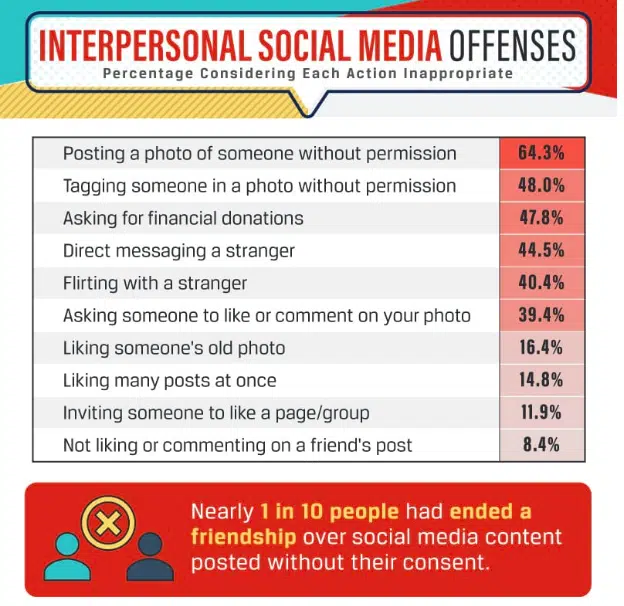 INTERPERSONAL SOCIAL MEDIA OFFENSES
Percentage Considering Each Action Inappropriate
Posting a photo of someone without permission 64.3%
Tagging someone in a photo without permission 48.0%
Asking for financial donations 47.8%
Direct messaging a stranger 44.5%
Flirting with a stranger 40.4%
Asking someone to like or comment on your photo 39.4%
Liking someone's old photo 16.4%
Liking many posts at once 14.8%
Inviting someone to like a page/group 11.9%
Not liking or commenting on a friend's post 8.4%
Nearly 1 in 10 people had ended a
friendship over social media content
posted without their consent.